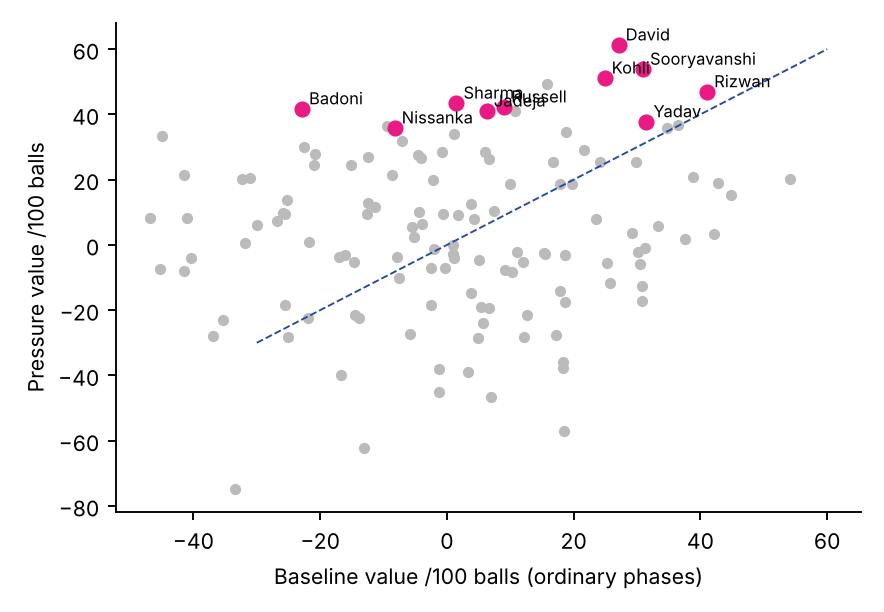 David
Sooryavanshi
Kohli
Rizwan
Badoni
Sharma
Russell
Jadeja
Yadav
Nissanka
60
40
20
0
−20
−40
−60
−80
Pressure value /100 balls
−40
−20
0
20
40
60
Baseline value /100 balls (ordinary phases)